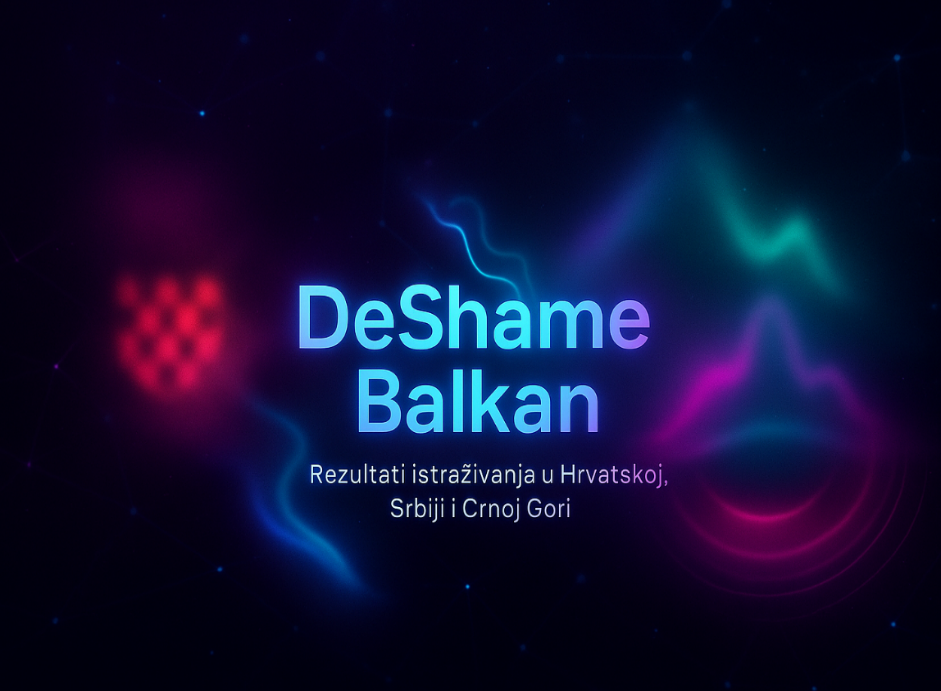 DeShame
Balkan
Rezultati istraživanja u Hrvatskoj,
Srbiji i Crnoj Gori